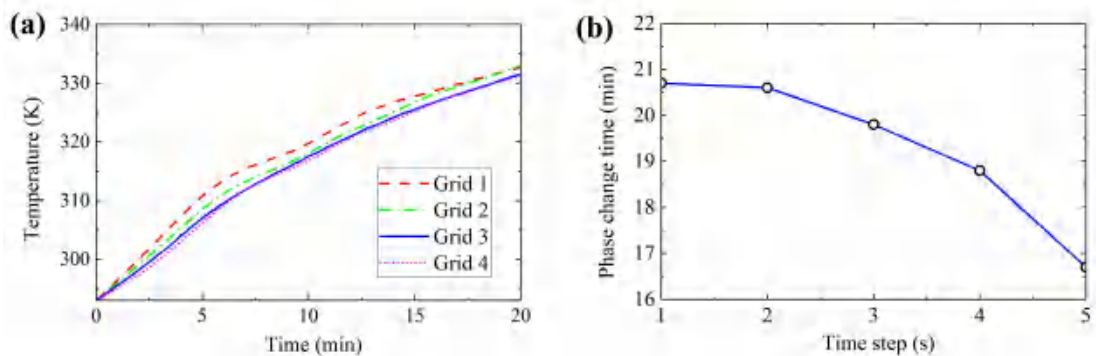 (a)
340
330
320
310
300
Temperature (K)
0 5 10 15 20
Time (min)
Grid 1
Grid 2
Grid 3
Grid 4
(b)
22
21
20
19
18
17
16
Phase change time (min)
1 2 3 4 5
Time step (s)